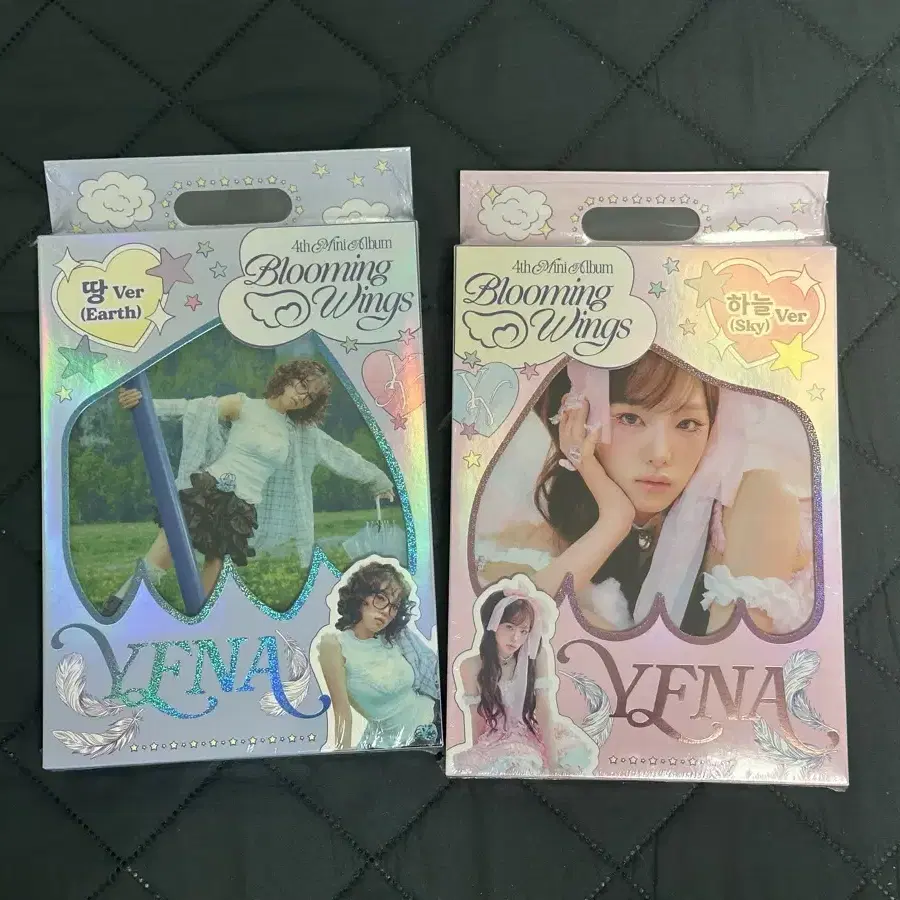 4th Mini Album
Blooming
Wings
땅 Ver
(Earth)
YENA
4th Mini Album
Blooming
Wings
하늘 Ver
(Sky)
YENA